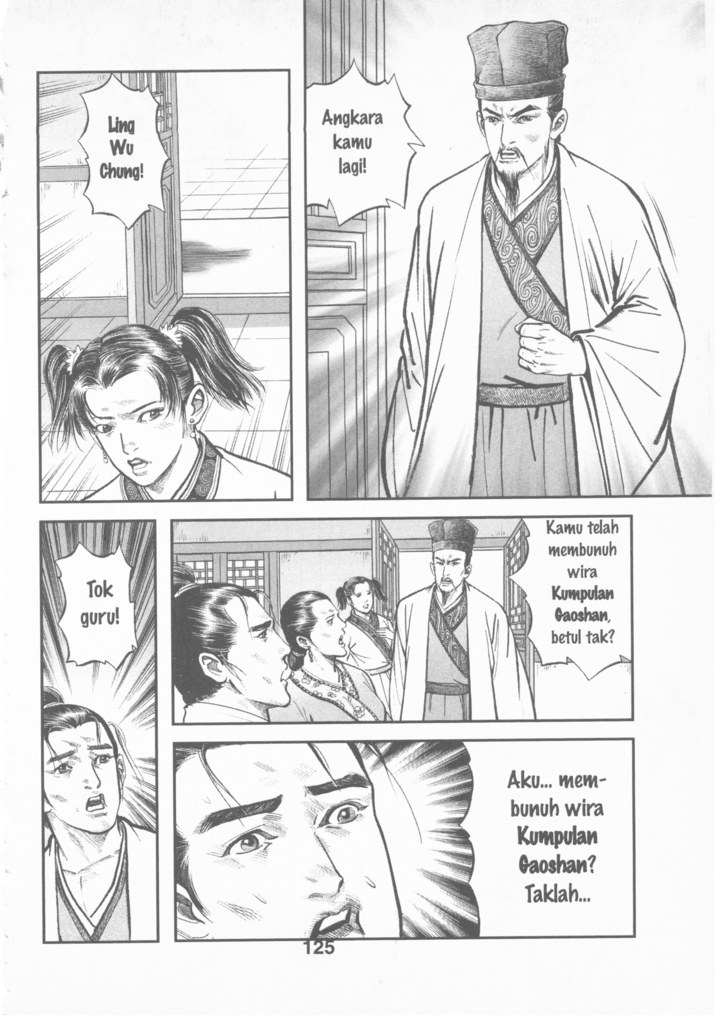 Ling
Wu
Chung!
Angkara
kamu
lagi!
Tok
guru!
Kamu telah
membunuh
wira
Kumpulan
Gaoshan,
betul tak?
Aku... mem-
bunuh wira
Kumpulan
Gaoshan?
Taklah...
125